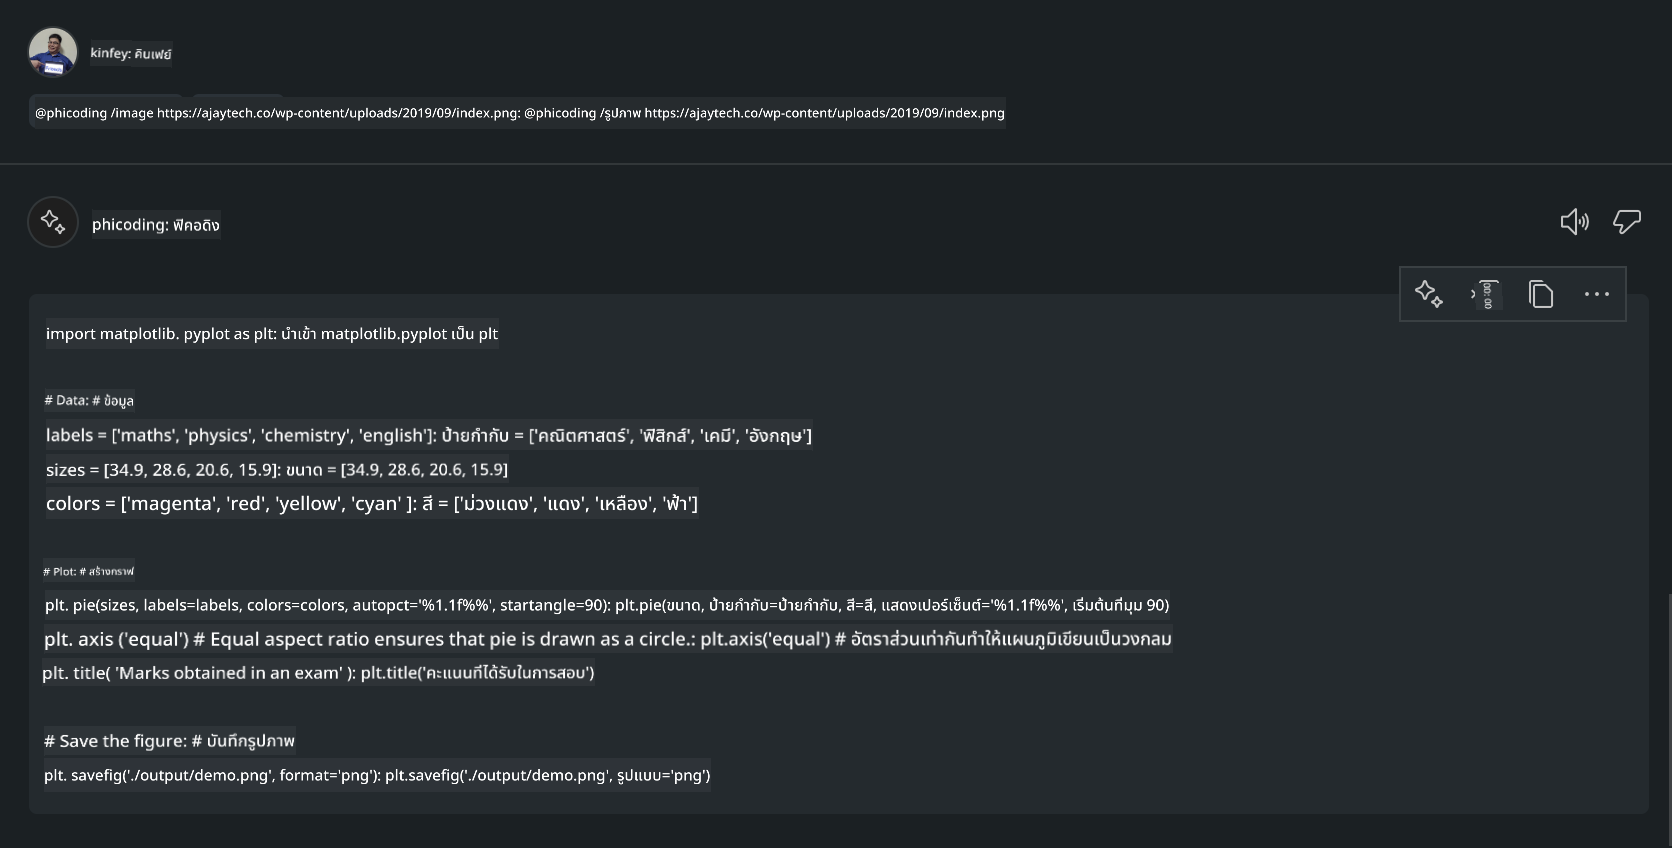 kinfey: คินเฟย์
@phicoding /image https://ajaytech.co/wp-content/uploads/2019/09/index.png: @phicoding /รูปภาพ https://ajaytech.co/wp-content/uploads/2019/09/index.png
phicoding: ฟิคอดิง
import matplotlib. pyplot as plt: นำเข้า matplotlib.pyplot เป็น plt
# Data: # ข้อมูล
labels = ['maths', 'physics', 'chemistry', 'english']: ป้ายกำกับ = ['คณิตศาสตร์', 'ฟิสิกส์', 'เคมี', 'อังกฤษ']
sizes = [34.9, 28.6, 20.6, 15.9]: ขนาด = [34.9, 28.6, 20.6, 15.9]
colors = ['magenta', 'red', 'yellow', 'cyan' ]: สี = ['ม่วงแดง', 'แดง', 'เหลือง', 'ฟ้า']
# Plot: # สร้างกราฟ
plt. pie(sizes, labels=labels, colors=colors, autopct='%1.1f%%', startangle=90): plt.pie(ขนาด, ป้ายกำกับ=ป้ายกำกับ, สี=สี, แสดงเปอร์เซ็นต์='%1.1f%%', เริ่มต้นที่มุม 90)
plt. axis ('equal') # Equal aspect ratio ensures that pie is drawn as a circle.: plt.axis('equal') # อัตราส่วนเท่ากันทำให้แผนภูมิเขียนเป็นวงกลม
plt. title( 'Marks obtained in an exam' ): plt.title('คะแนนที่ได้รับในการสอบ')
# Save the figure: # บันทึกรูปภาพ
plt. savefig('./output/demo.png', format='png'): plt.savefig('./output/demo.png', รูปแบบ='png')